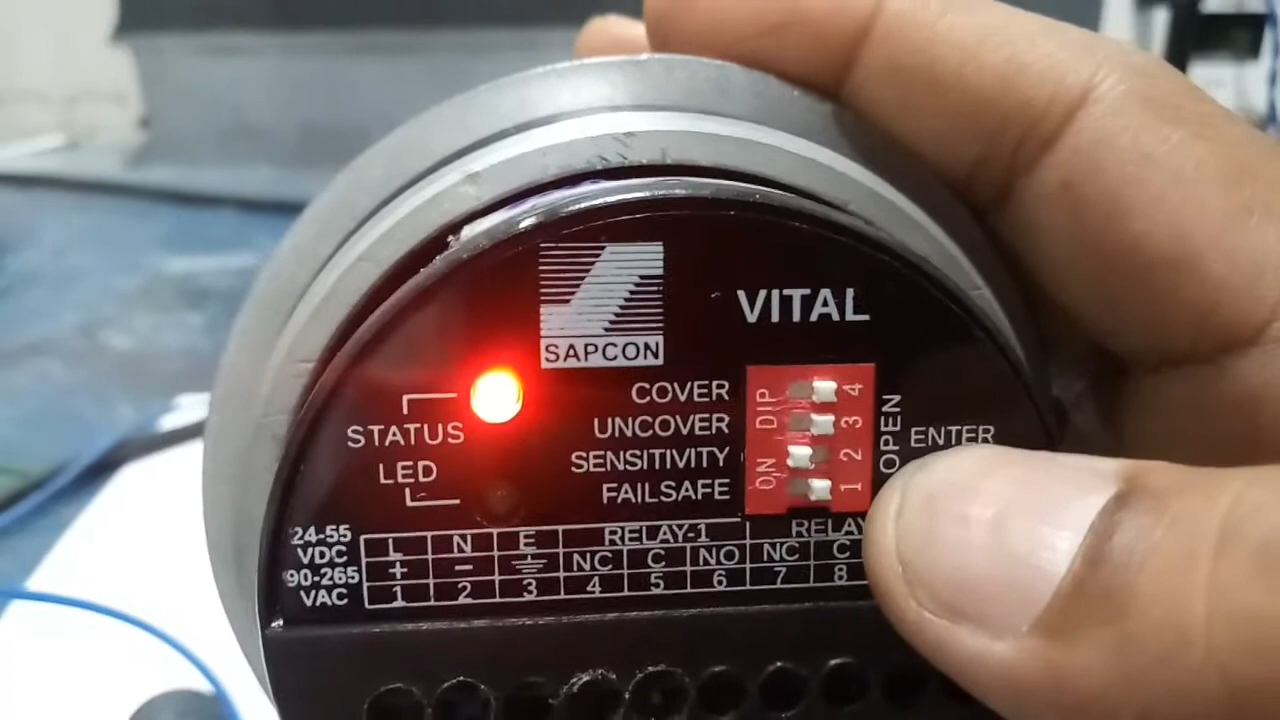 SAPCON
VITAL
STATUS
LED
COVER
UNCOVER
SENSITIVITY
FAILSAFE
ON DIP
1 2 3 4
OPEN
ENTER
24-55
VDC
90-265
VAC
L N E RELAY-1 RELAY
+ - NC C NO NC C
1 2 3 4 5 6 7 8